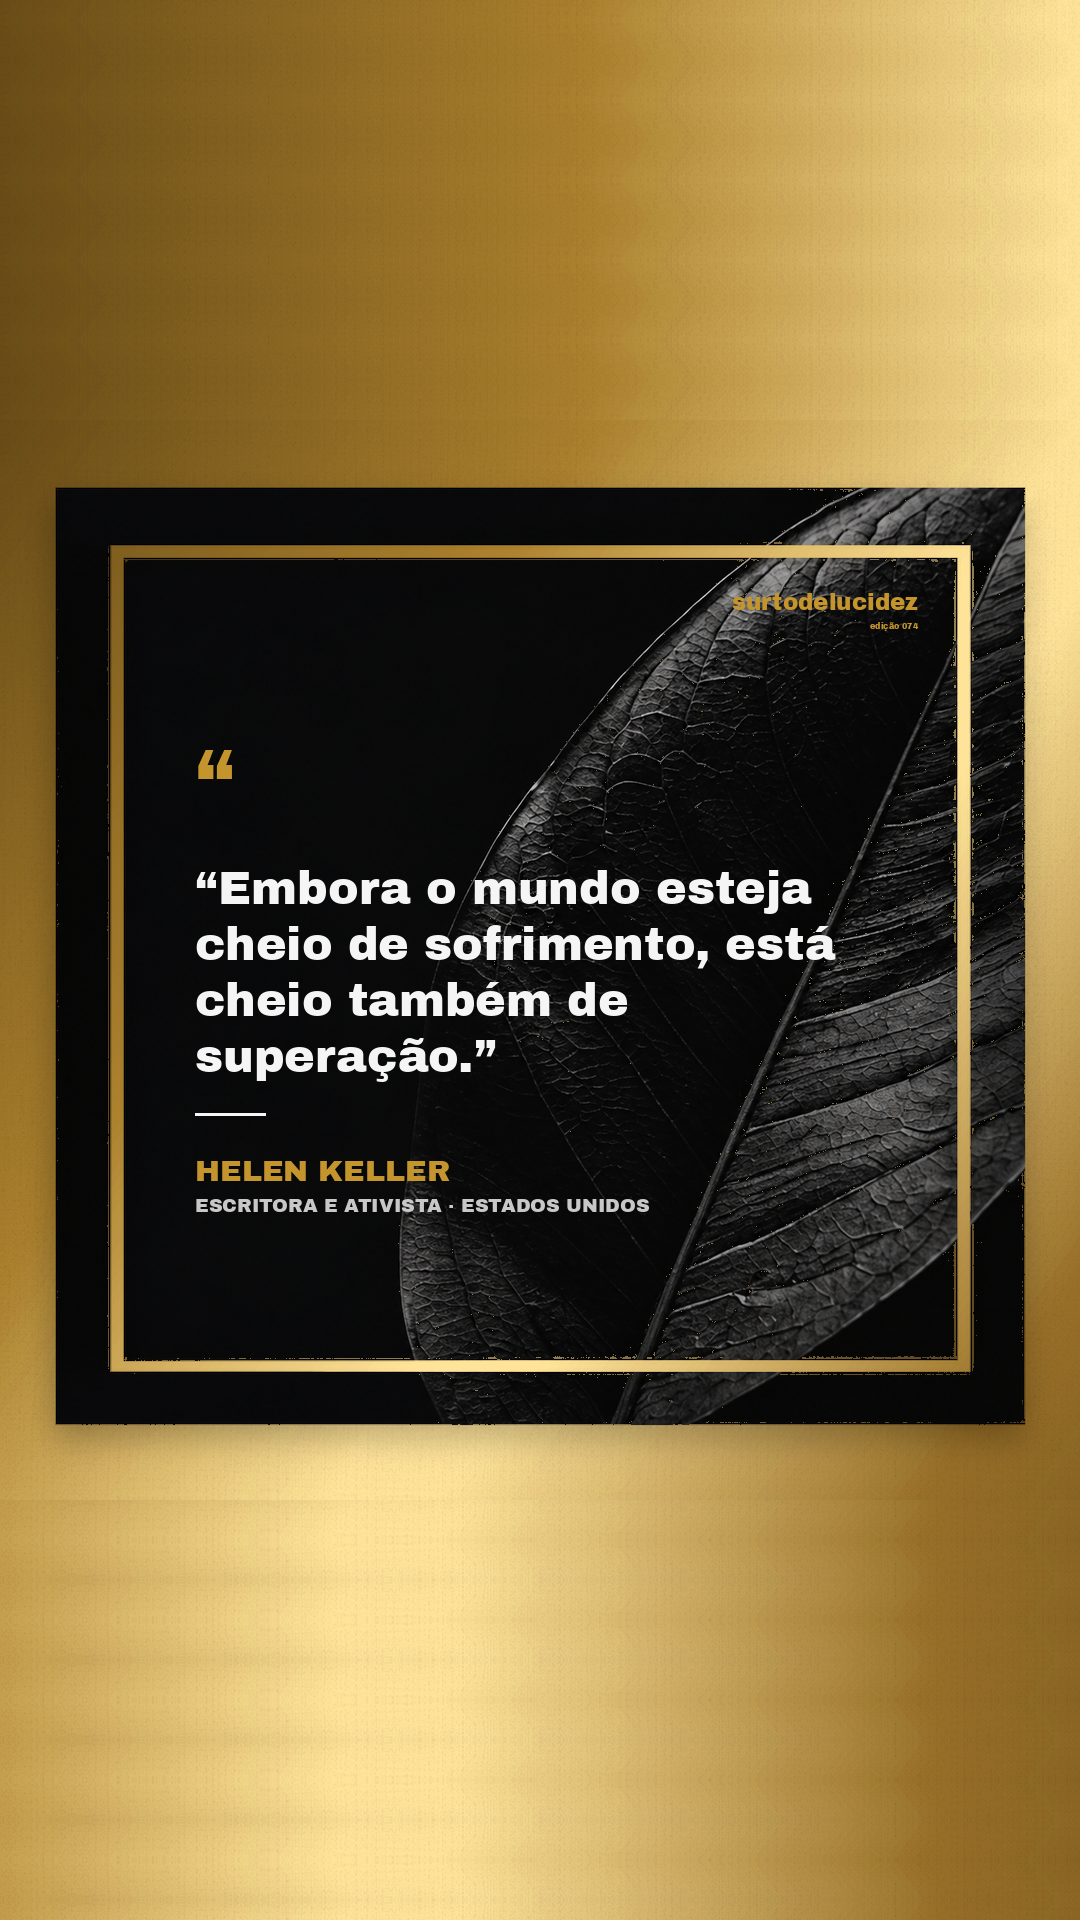 surtodelucidez
edição 074
“
“Embora o mundo esteja
cheio de sofrimento, está
cheio também de
superação.”
HELEN KELLER
ESCRITORA E ATIVISTA · ESTADOS UNIDOS